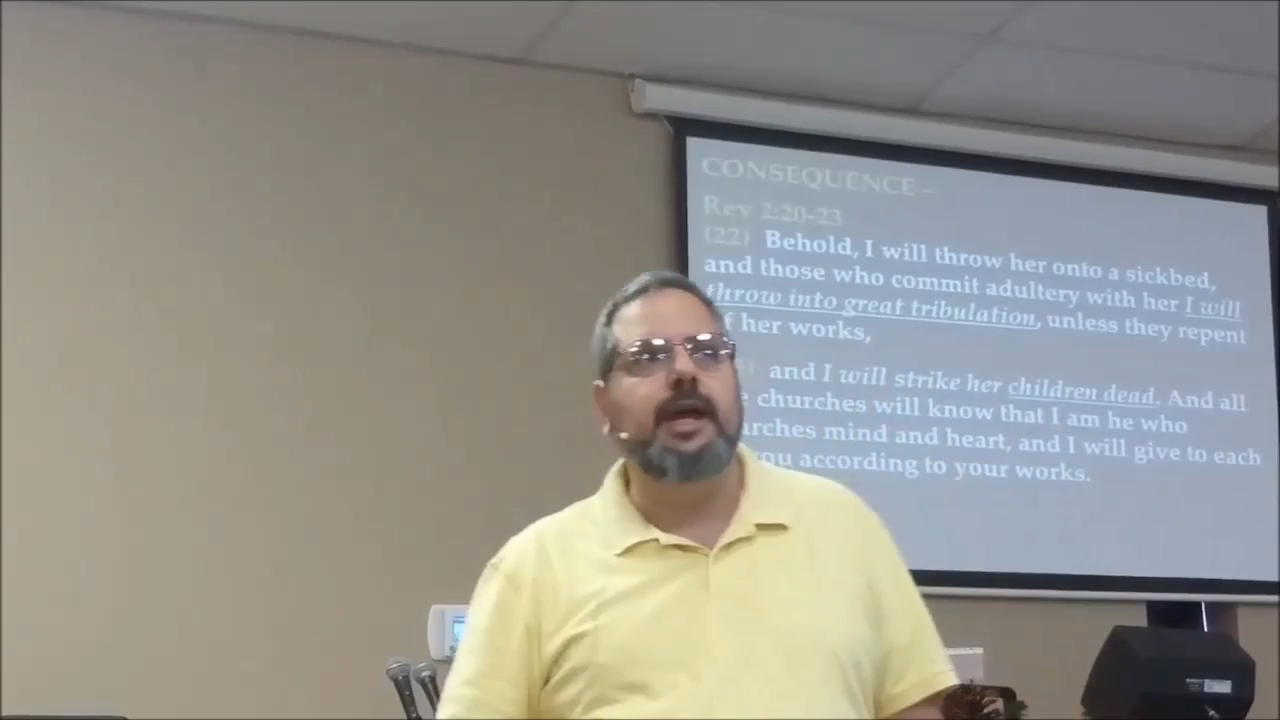 CONSEQUENCE –
Rev 2:20-23
(22) Behold, I will throw her onto a sickbed,
and those who commit adultery with her I will
throw into great tribulation, unless they repent
of her works,
and I will strike her children dead. And all
churches will know that I am he who
mind and heart, and I will give to each
you according to your works.